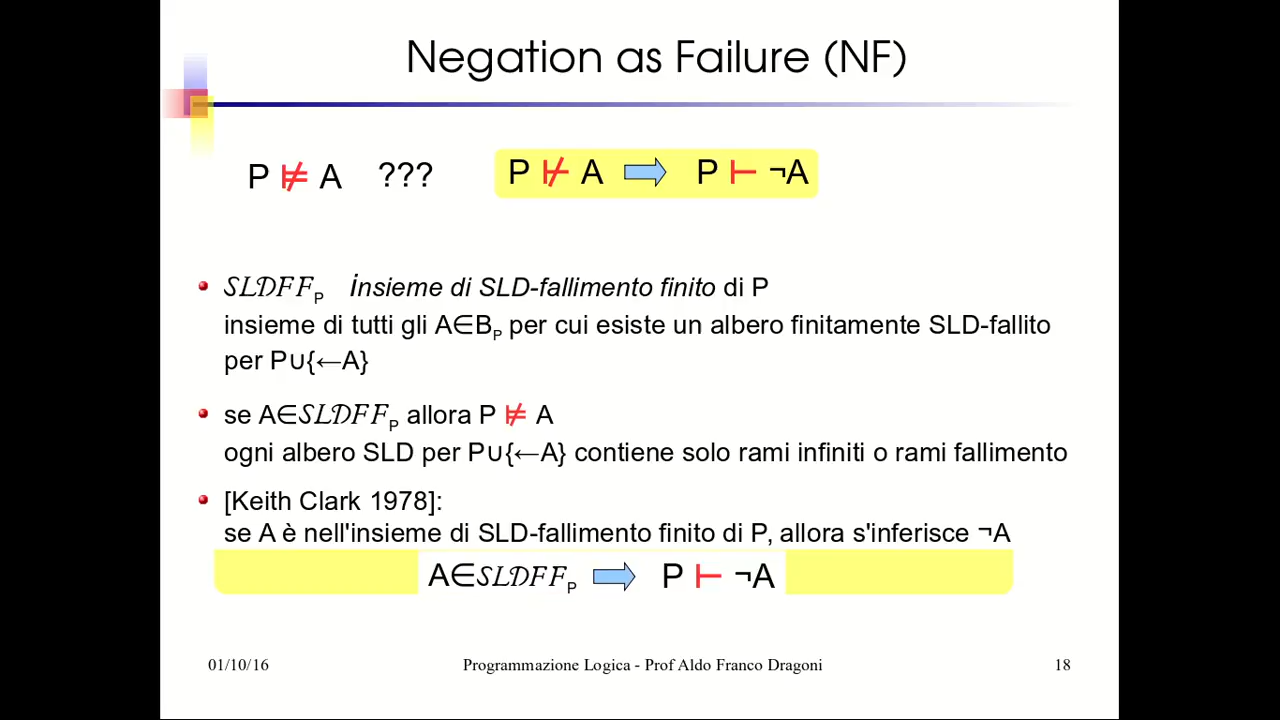 Negation as Failure (NF)
P ⊭ A ???
P ⊬ A P ⊢ ¬A
SLDFF_P insieme di SLD-fallimento finito di P
insieme di tutti gli A∈B_P per cui esiste un albero finitamente SLD-fallito
per P∪{←A}
se A∈SLDFF_P allora P ⊭ A
ogni albero SLD per P∪{←A} contiene solo rami infiniti o rami fallimento
[Keith Clark 1978]:
se A è nell'insieme di SLD-fallimento finito di P, allora s'inferisce ¬A
A∈SLDFF_P P ⊢ ¬A
01/10/16 Programmazione Logica - Prof Aldo Franco Dragoni 18